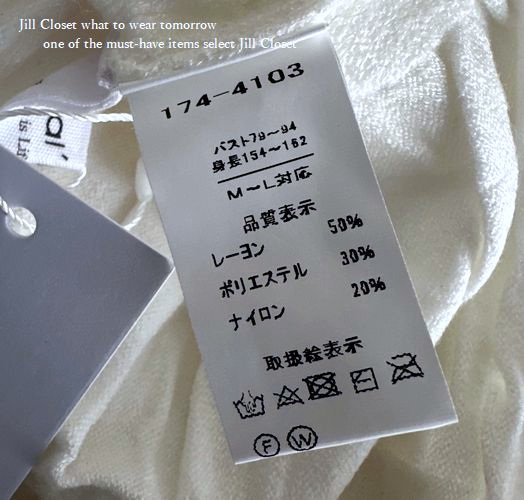 Jill Closet what to wear tomorrow
one of the must-have items select Jill Closet
174-4103
バスト79〜94
身長154〜162
M〜L対応
品質表示
レーヨン 50%
ポリエステル 30%
ナイロン 20%
取扱絵表示
F W